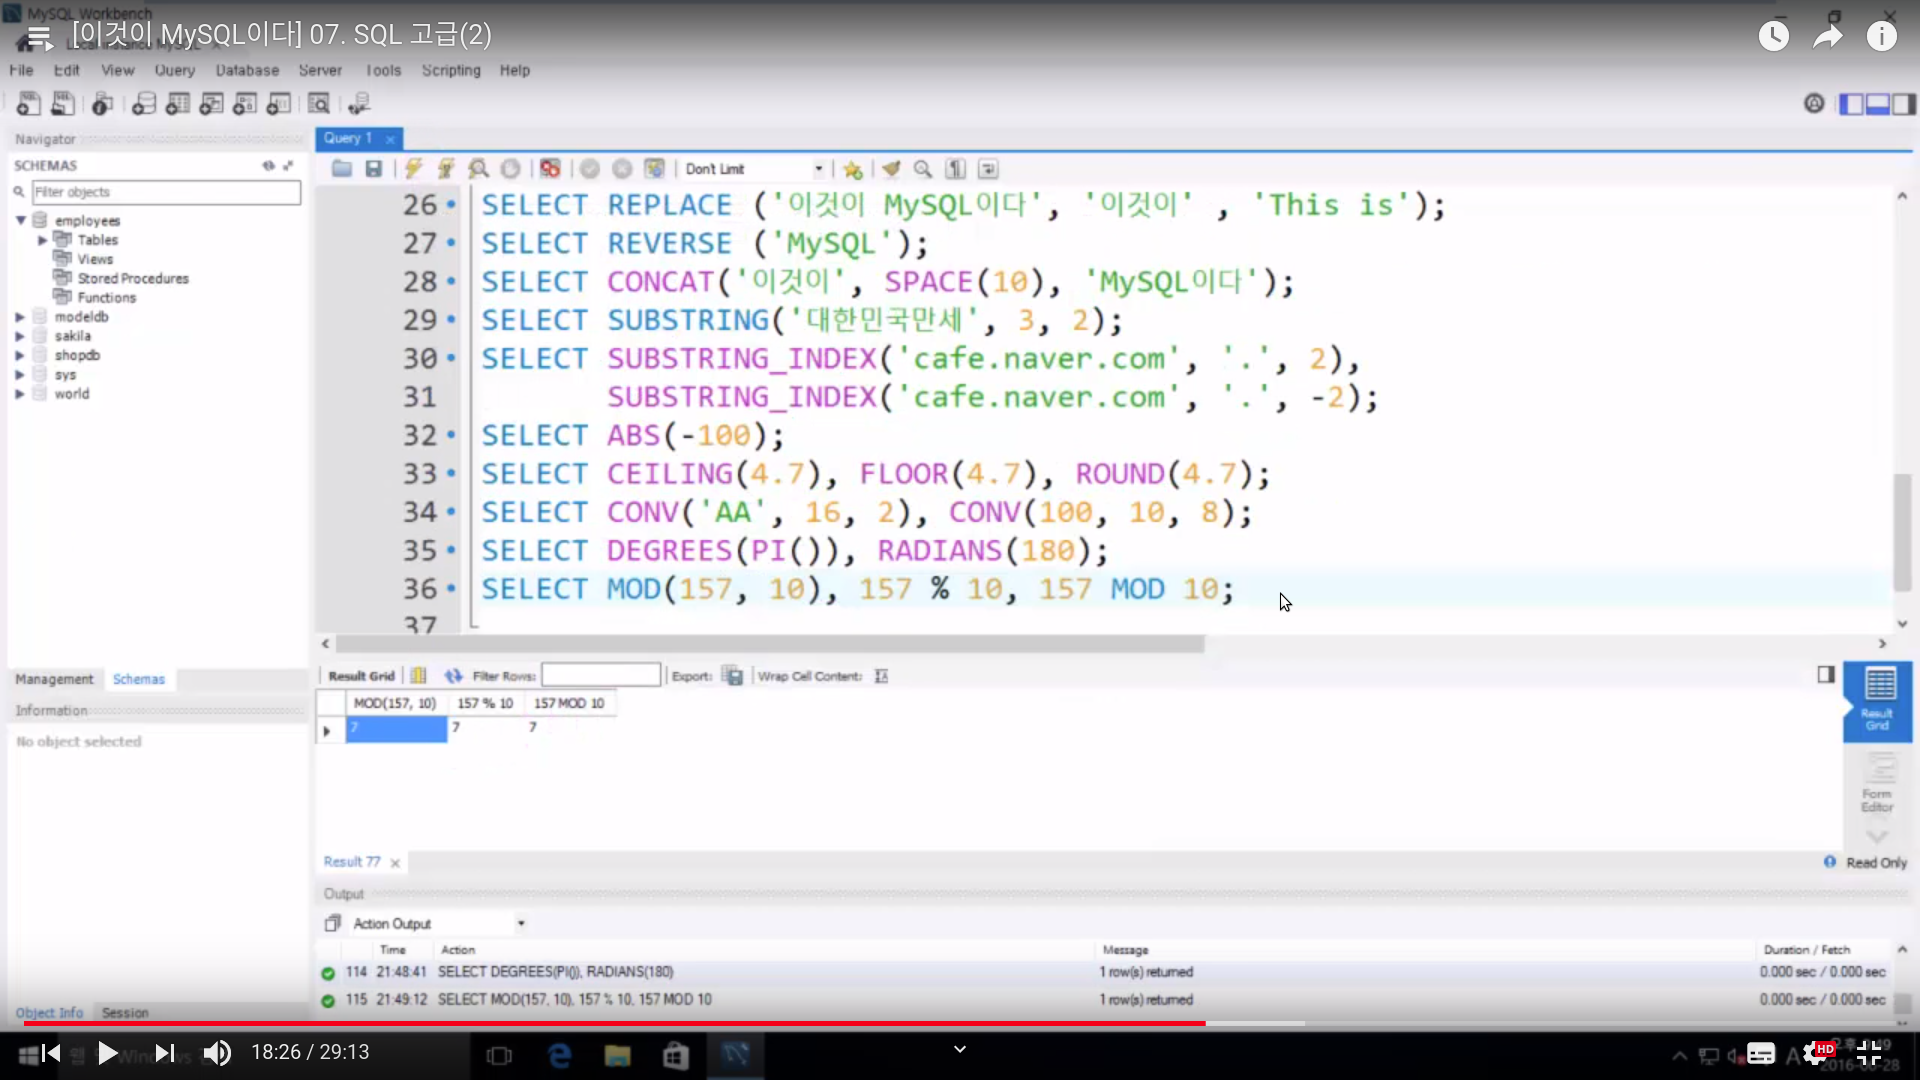 MySQL Workbench
[이것이 MySQL이다] 07. SQL 고급(2)
File Edit View Query Database Server Tools Scripting Help
Navigator
SCHEMAS
Filter objects
employees
Tables
Views
Stored Procedures
Functions
modeldb
sakila
shopdb
sys
world
Management Schemas
Information
No object selected
Object Info Session
Query 1
Don't Limit
26 SELECT REPLACE ('이것이 MySQL이다', '이것이' , 'This is');
27 SELECT REVERSE ('MySQL');
28 SELECT CONCAT('이것이', SPACE(10), 'MySQL이다');
29 SELECT SUBSTRING('대한민국만세', 3, 2);
30 SELECT SUBSTRING_INDEX('cafe.naver.com', '.', 2),
31 SUBSTRING_INDEX('cafe.naver.com', '.', -2);
32 SELECT ABS(-100);
33 SELECT CEILING(4.7), FLOOR(4.7), ROUND(4.7);
34 SELECT CONV('AA', 16, 2), CONV(100, 10, 8);
35 SELECT DEGREES(PI()), RADIANS(180);
36 SELECT MOD(157, 10), 157 % 10, 157 MOD 10;
37
Result Grid Filter Rows: Export: Wrap Cell Content:
MOD(157, 10) 157 % 10 157 MOD 10
7 7 7
Result Grid
Form Editor
Result 77
Read Only
Output
Action Output
Time Action Message Duration / Fetch
114 21:48:41 SELECT DEGREES(PI()), RADIANS(180) 1 row(s) returned 0.000 sec / 0.000 sec
115 21:49:12 SELECT MOD(157, 10), 157 % 10, 157 MOD 10 1 row(s) returned 0.000 sec / 0.000 sec
18:26 / 29:13
HD